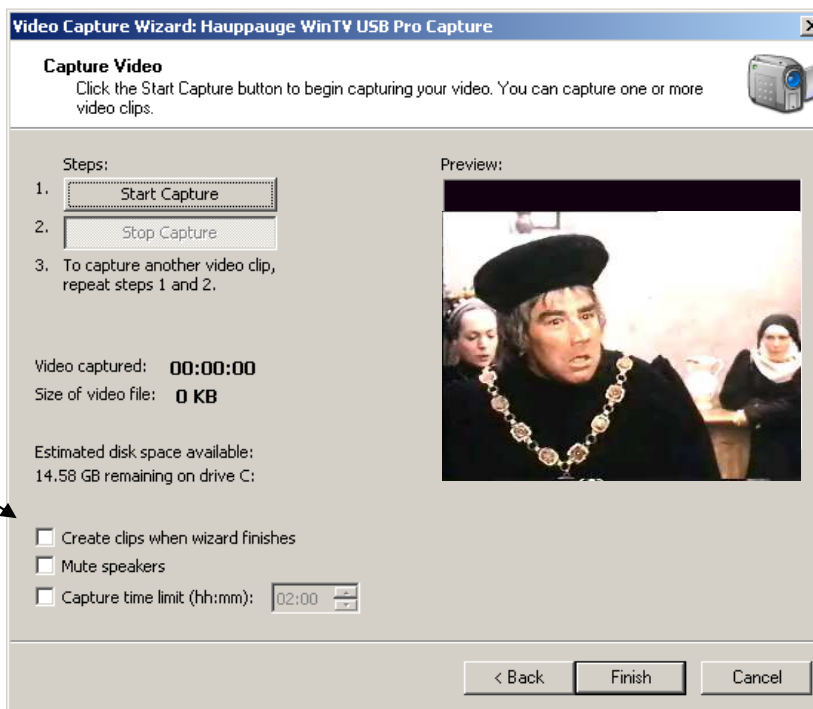 Video Capture Wizard: Hauppauge WinTV USB Pro Capture
Capture Video
Click the Start Capture button to begin capturing your video. You can capture one or more
video clips.
Steps:
Preview:
1. Start Capture
2. Stop Capture
3. To capture another video clip,
repeat steps 1 and 2.
Video captured: 00:00:00
Size of video file: 0 KB
Estimated disk space available:
14.58 GB remaining on drive C:
Create clips when wizard finishes
Mute speakers
Capture time limit (hh:mm): 02:00
< Back Finish Cancel